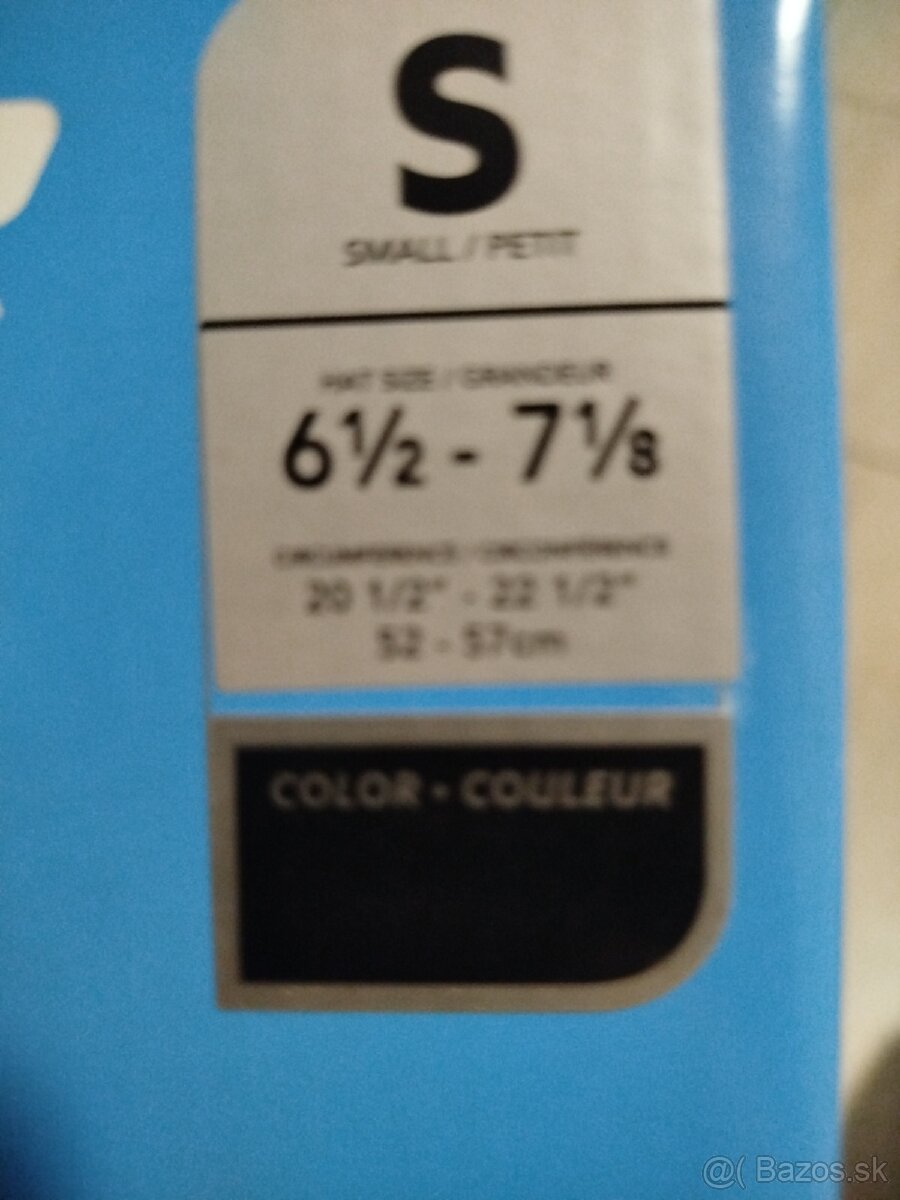 S
SMALL / PETIT
HAT SIZE / GRANDEUR
6½ - 7⅛
CIRCUMFERENCE / CIRCONFÉRENCE
20 1/2" - 22 1/2"
52 - 57cm
COLOR • COULEUR
@( Bazos.sk